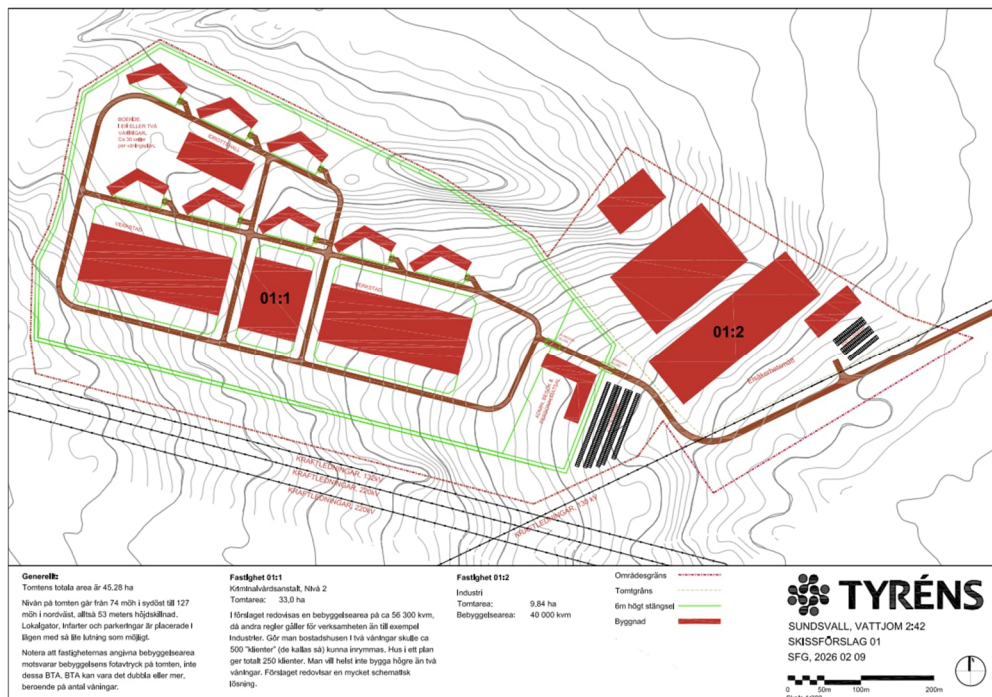 BOENDE,
I EN ELLER TVÅ
VÅNINGAR.
Ca 30 celler
per våningsplan.
IDROTTSHALL
VERKSTAD
01:1
VERKSTAD
ADMIN, BESÖK &
01:2
Elsäkerhetsmått
KRAFTLEDNINGAR, 130kV
KRAFTLEDNINGAR 220kV
KRAFTLEDNINGAR 220kV
KRAFTLEDNINGAR, 130 kV
Generellt:
Tomtens totala area är 45,28 ha
Nivån på tomten går från 74 möh i sydöst till 127
möh i nordväst, alltså 53 meters höjdskillnad.
Lokalgator, infarter och parkeringar är placerade i
lägen med så lite lutning som möjligt.
Notera att fastigheternas angivna bebyggelsearea
motsvarar bebyggelsens fotavtryck på tomten, inte
dessa BTA. BTA kan vara det dubbla eller mer,
beroende på antal våningar.
Fastighet 01:1
Kriminalvårdsanstalt, Nivå 2
Tomtarea: 33,0 ha
I förslaget redovisas en bebyggelsearea på ca 56 300 kvm,
då andra regler gäller för verksamheten än till exempel
industrier. Gör man bostadshusen i två våningar skulle ca
500 "klienter" (de kallas så) kunna inrymmas. Hus i ett plan
ger totalt 250 klienter. Man vill helst inte bygga högre än två
våningar. Förslaget redovisar en mycket schematisk
lösning.
Fastighet 01:2
Industri
Tomtarea: 9,84 ha
Bebyggelsearea: 40 000 kvm
Områdesgräns
Tomtgräns
6m högt stängsel
Byggnad
TYRÉNS
SUNDSVALL, VATTJOM 2:42
SKISSFÖRSLAG 01
SFG, 2026 02 09
0 50m 100m 200m